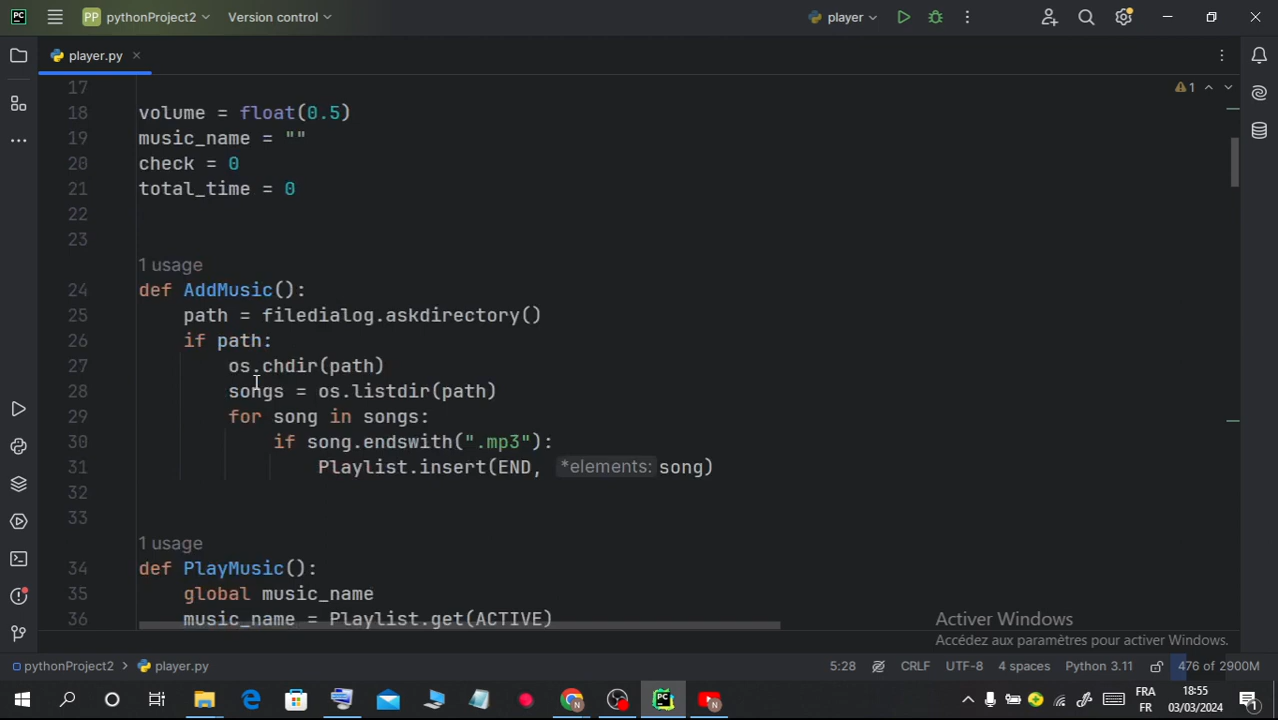 PP pythonProject2 Version control player
player.py
17
18 volume = float(0.5)
19 music_name = ""
20 check = 0
21 total_time = 0
22
23
1 usage
24 def AddMusic():
25 path = filedialog.askdirectory()
26 if path:
27 os.chdir(path)
28 songs = os.listdir(path)
29 for song in songs:
30 if song.endswith(".mp3"):
31 Playlist.insert(END, *elements: song)
32
33
1 usage
34 def PlayMusic():
35 global music_name
36 music_name = Playlist.get(ACTIVE)
1
Activer Windows
Accédez aux paramètres pour activer Windows.
pythonProject2 player.py 5:28 CRLF UTF-8 4 spaces Python 3.11 476 of 2900M
FRA 18:55
FR 03/03/2024